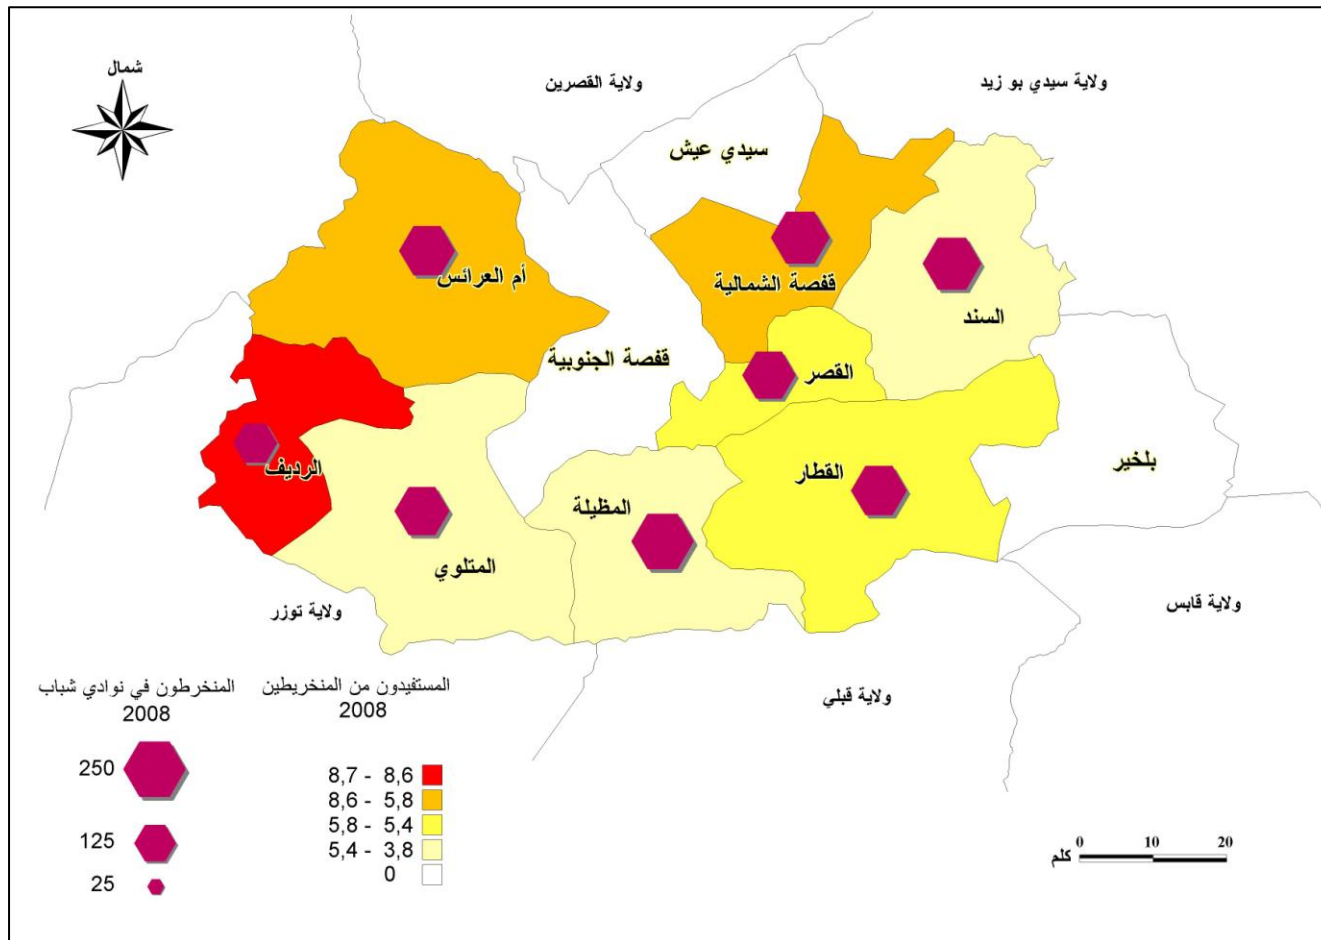 شمال
ولاية القصرين
ولاية سيدي بو زيد
سيدي عيش
أم العرائس
قفصة الشمالية
السند
قفصة الجنوبية
القصر
بلخير
الرديف
القطار
المظيلة
المتلوي
ولاية توزر
ولاية قابس
ولاية قبلي
المنخرطون في نوادي شباب
2008
250
125
25
المستفيدون من المنخريطين
2008
8,7 - 8,6
8,6 - 5,8
5,8 - 5,4
5,4 - 3,8
0
0 10 20
كلم